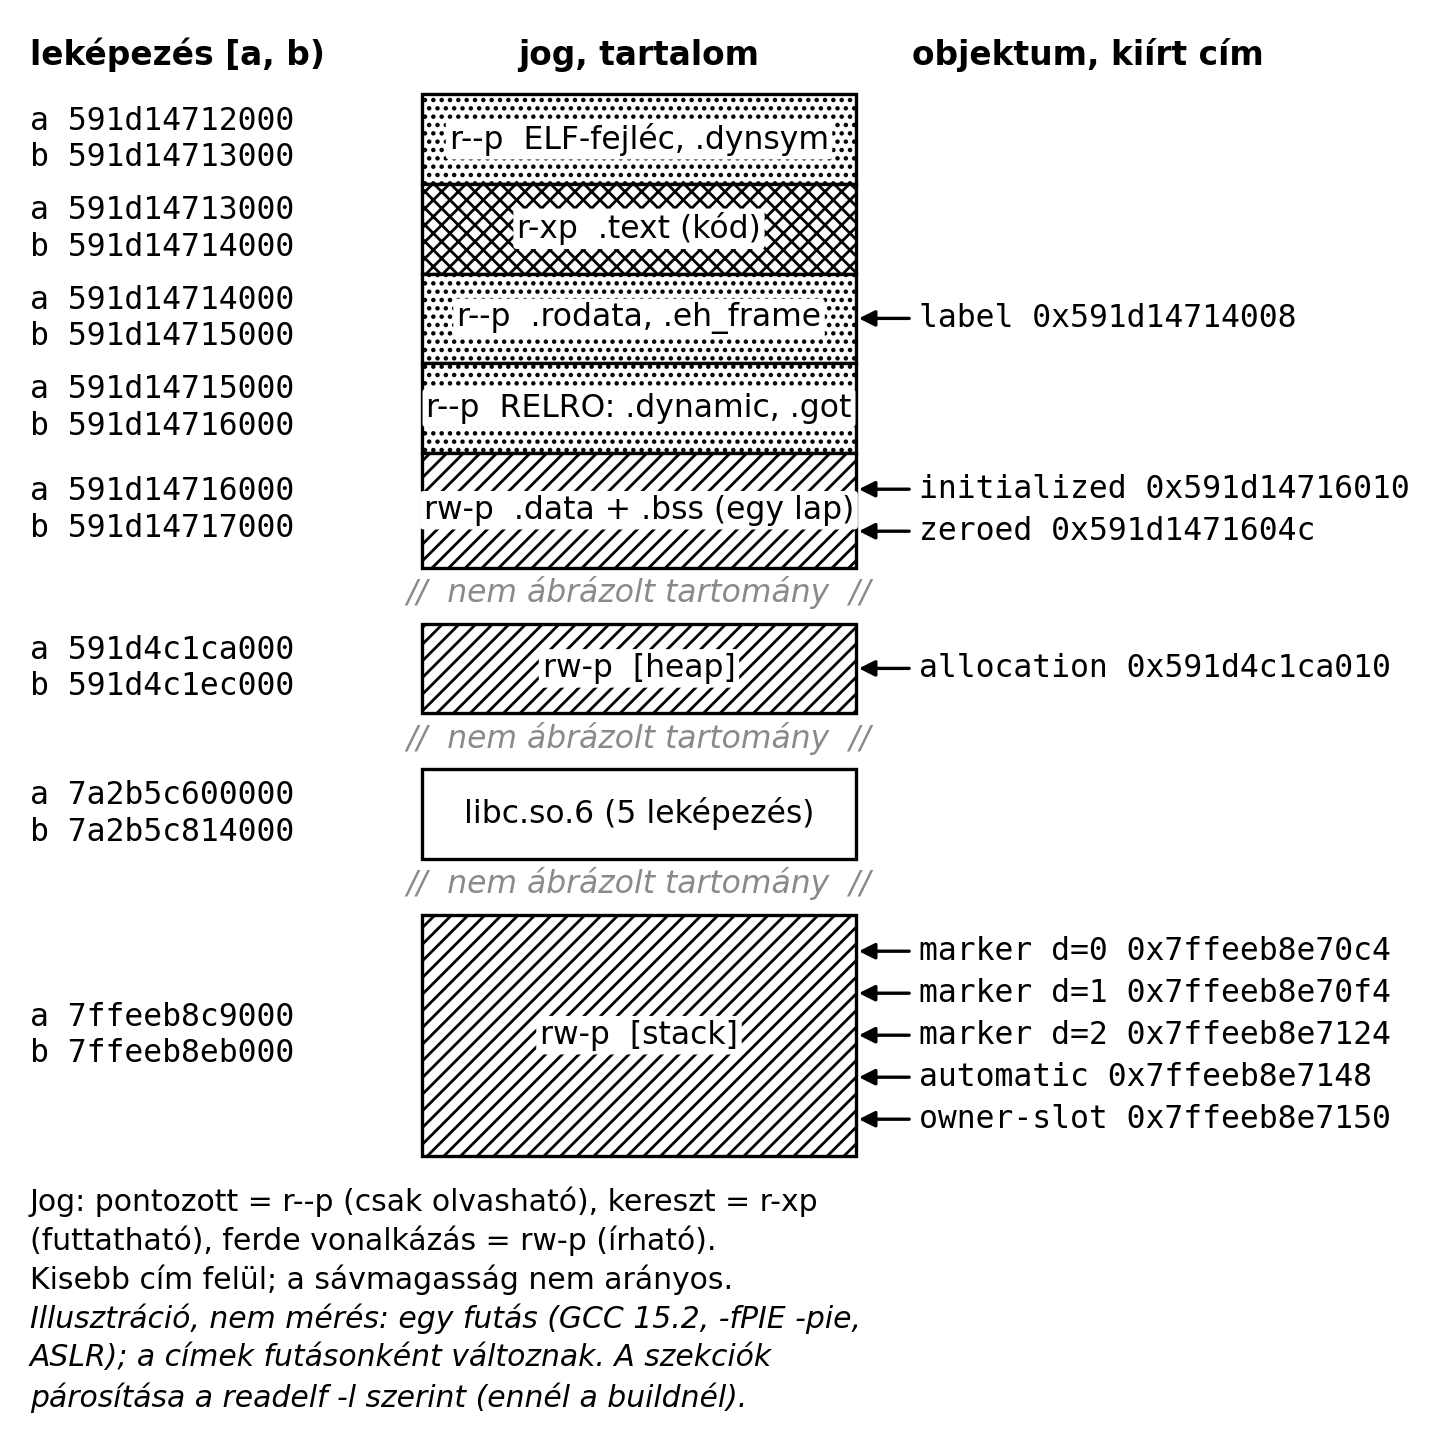 leképezés [a, b)
jog, tartalom
objektum, kiírt cím
a 591d14712000
b 591d14713000
r--p  ELF-fejléc, .dynsym
a 591d14713000
b 591d14714000
r-xp  .text (kód)
a 591d14714000
b 591d14715000
r--p  .rodata, .eh_frame
label 0x591d14714008
a 591d14715000
b 591d14716000
r--p  RELRO: .dynamic, .got
a 591d14716000
b 591d14717000
rw-p  .data + .bss (egy lap)
initialized 0x591d14716010
zeroed 0x591d1471604c
//  nem ábrázolt tartomány  //
a 591d4c1ca000
b 591d4c1ec000
rw-p  [heap]
allocation 0x591d4c1ca010
//  nem ábrázolt tartomány  //
a 7a2b5c600000
b 7a2b5c814000
libc.so.6 (5 leképezés)
//  nem ábrázolt tartomány  //
a 7ffeeb8c9000
b 7ffeeb8eb000
rw-p  [stack]
marker d=0 0x7ffeeb8e70c4
marker d=1 0x7ffeeb8e70f4
marker d=2 0x7ffeeb8e7124
automatic 0x7ffeeb8e7148
owner-slot 0x7ffeeb8e7150
Jog: pontozott = r--p (csak olvasható), kereszt = r-xp
(futtatható), ferde vonalkázás = rw-p (írható).
Kisebb cím felül; a sávmagasság nem arányos.
Illusztráció, nem mérés: egy futás (GCC 15.2, -fPIE -pie,
ASLR); a címek futásonként változnak. A szekciók
párosítása a readelf -l szerint (ennél a buildnél).